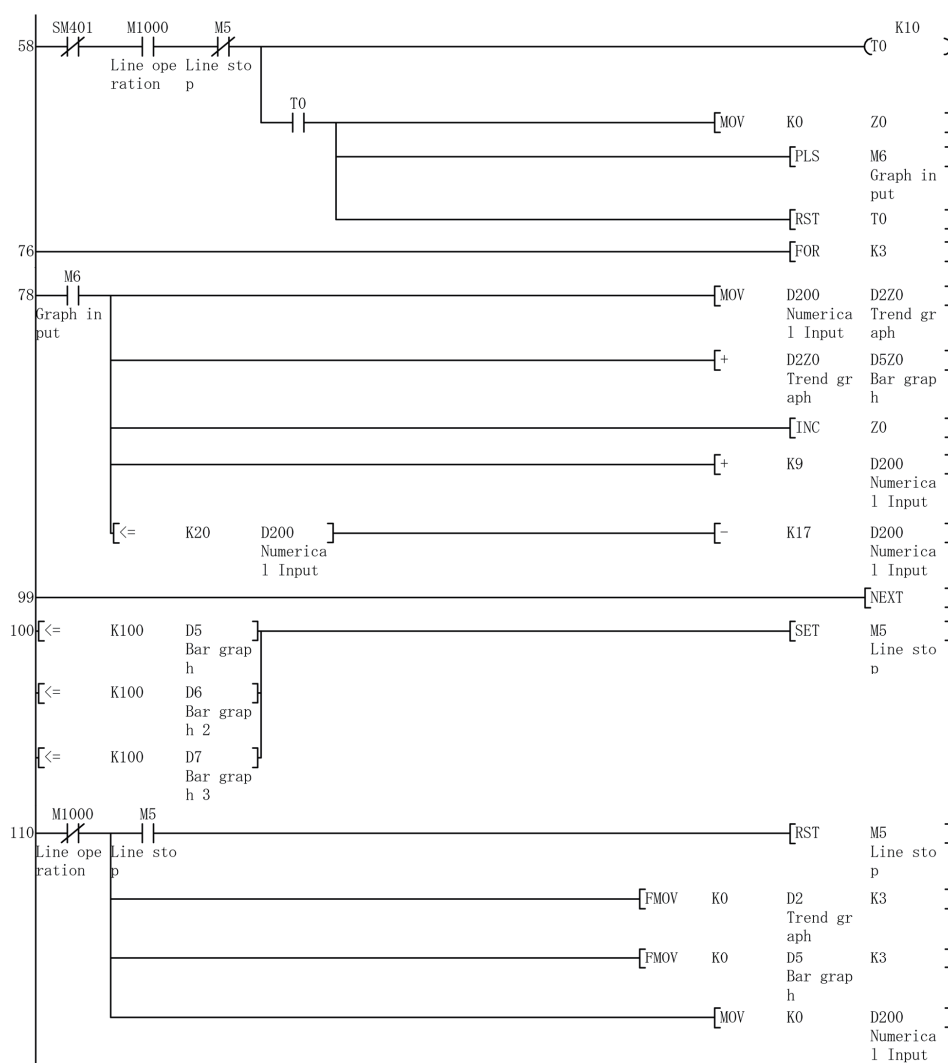 SM401 M1000 M5 K10
58 T0
Line ope Line sto
ration p
T0
MOV K0 Z0
PLS M6
Graph in
put
RST T0
76 FOR K3
M6
78 MOV D200 D2Z0
Graph in Numerica Trend gr
put l Input aph
+ D2Z0 D5Z0
Trend gr Bar grap
aph h
INC Z0
+ K9 D200
Numerica
l Input
<= K20 D200 - K17 D200
Numerica Numerica
l Input l Input
99 NEXT
100 <= K100 D5 SET M5
Bar grap Line sto
h p
<= K100 D6
Bar grap
h 2
<= K100 D7
Bar grap
h 3
M1000 M5
110 RST M5
Line ope Line sto Line sto
ration p p
FMOV K0 D2 K3
Trend gr
aph
FMOV K0 D5 K3
Bar grap
h
MOV K0 D200
Numerica
l Input